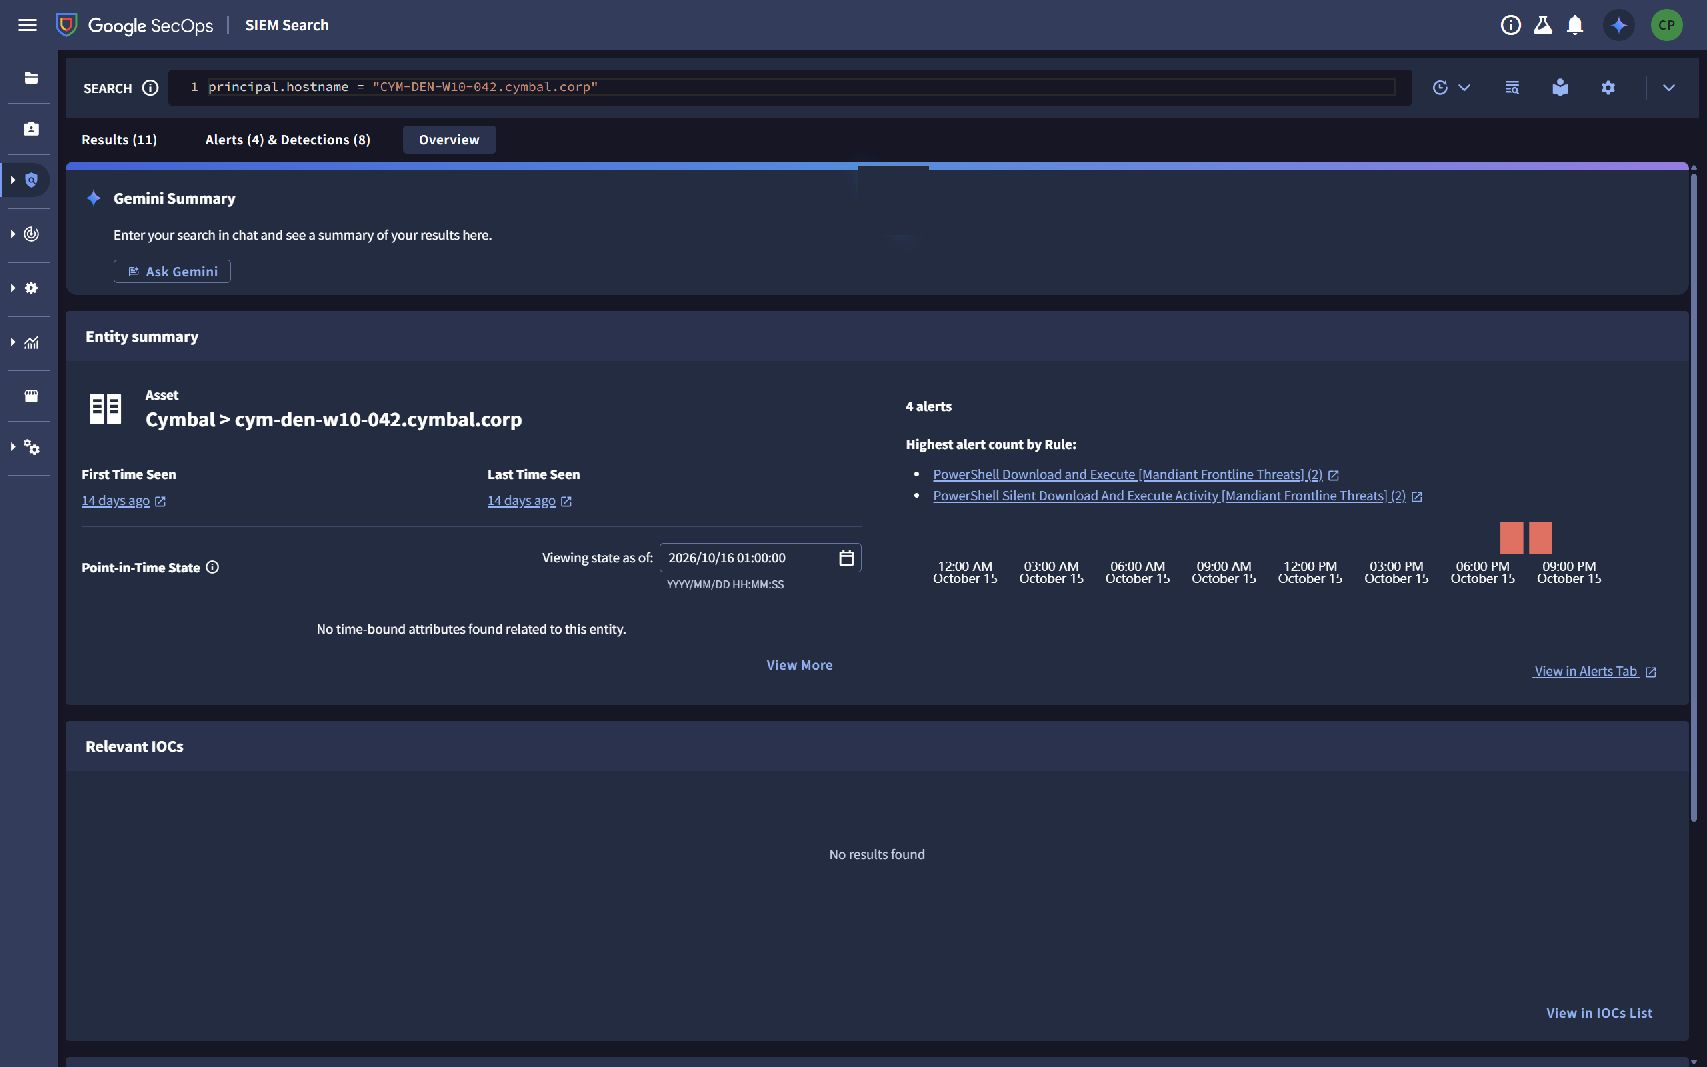 Google SecOps | SIEM Search
CP
SEARCH
1 principal.hostname = "CYM-DEN-W10-042.cymbal.corp"
Results (11) Alerts (4) & Detections (8) Overview
Gemini Summary
Enter your search in chat and see a summary of your results here.
Ask Gemini
Entity summary
Asset
Cymbal > cym-den-w10-042.cymbal.corp
First Time Seen Last Time Seen
14 days ago 14 days ago
Point-in-Time State Viewing state as of: 2026/10/16 01:00:00
YYYY/MM/DD HH:MM:SS
No time-bound attributes found related to this entity.
View More
4 alerts
Highest alert count by Rule:
• PowerShell Download and Execute [Mandiant Frontline Threats] (2)
• PowerShell Silent Download And Execute Activity [Mandiant Frontline Threats] (2)
12:00 AM 03:00 AM 06:00 AM 09:00 AM 12:00 PM 03:00 PM 06:00 PM 09:00 PM
October 15 October 15 October 15 October 15 October 15 October 15 October 15 October 15
View in Alerts Tab
Relevant IOCs
No results found
View in IOCs List